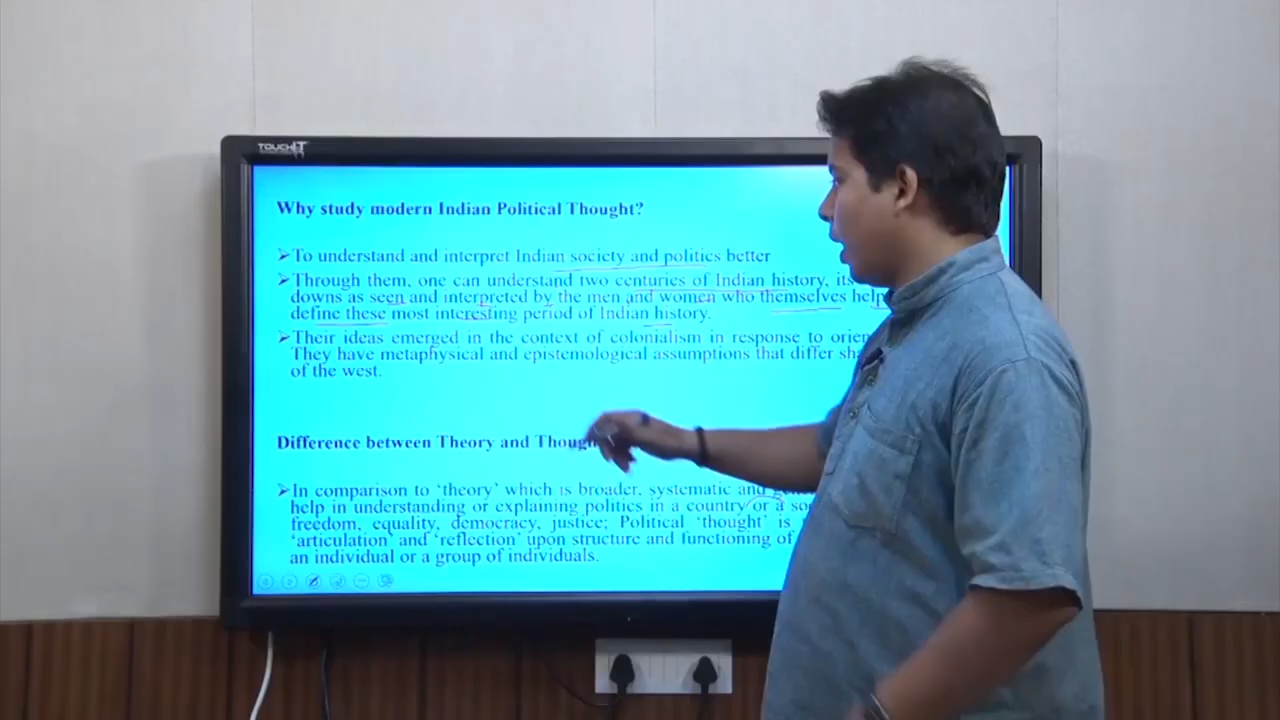 TOUCHIT
Why study modern Indian Political Thought?
➢To understand and interpret Indian society and politics better
➢Through them, one can understand two centuries of Indian history, its
downs as seen and interpreted by the men and women who themselves help
define these most interesting period of Indian history.
➢Their ideas emerged in the context of colonialism in response to
They have metaphysical and epistemological assumptions that differ
of the west.
Difference between Theory and
➢In comparison to ‘theory’ which is broader, systematic and
help in understanding or explaining politics in a country or a
freedom, equality, democracy, justice; Political ‘thought’ is
‘articulation’ and ‘reflection’ upon structure and functioning of
an individual or a group of individuals.